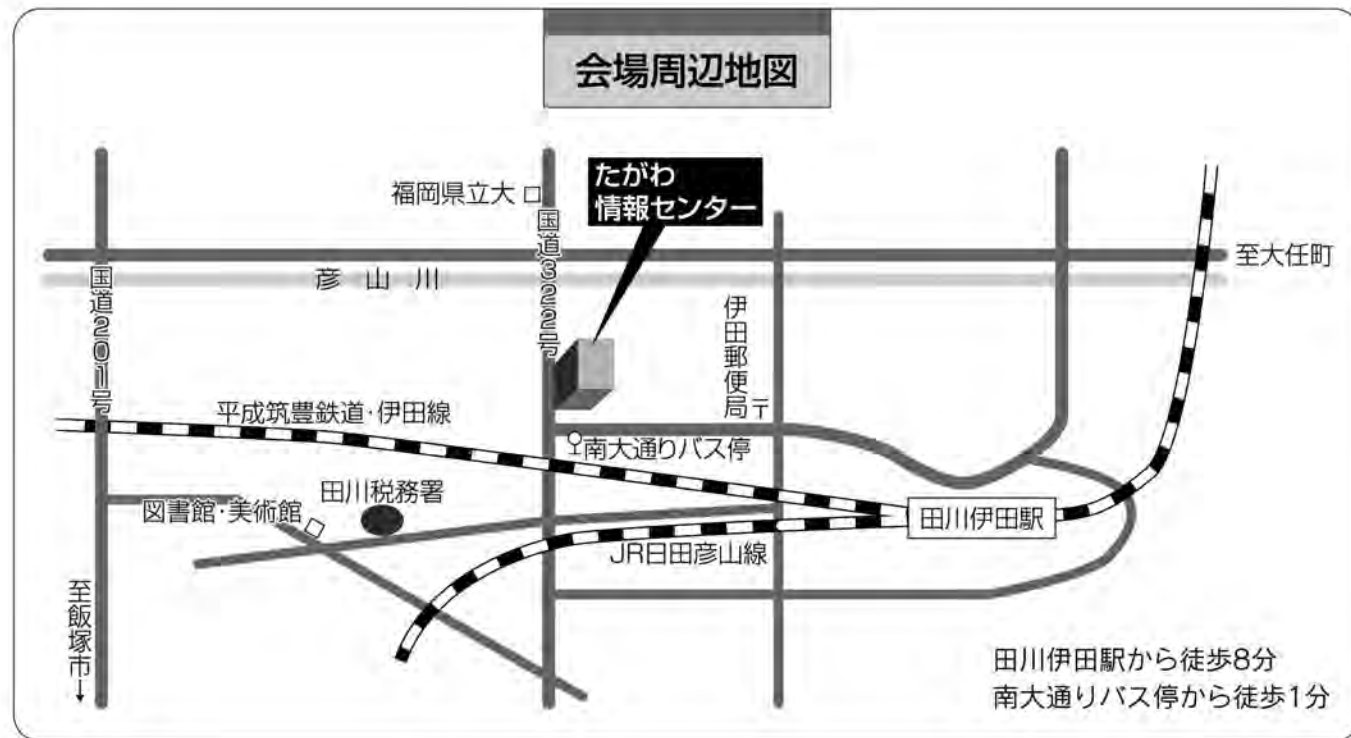 会場周辺地図
たがわ
情報センター
福岡県立大
国道322号
至大任町
彦山川
国道201号
伊田郵便局〒
平成筑豊鉄道・伊田線
南大通りバス停
田川税務署
図書館・美術館
田川伊田駅
JR日田彦山線
至飯塚市↓
田川伊田駅から徒歩8分
南大通りバス停から徒歩1分